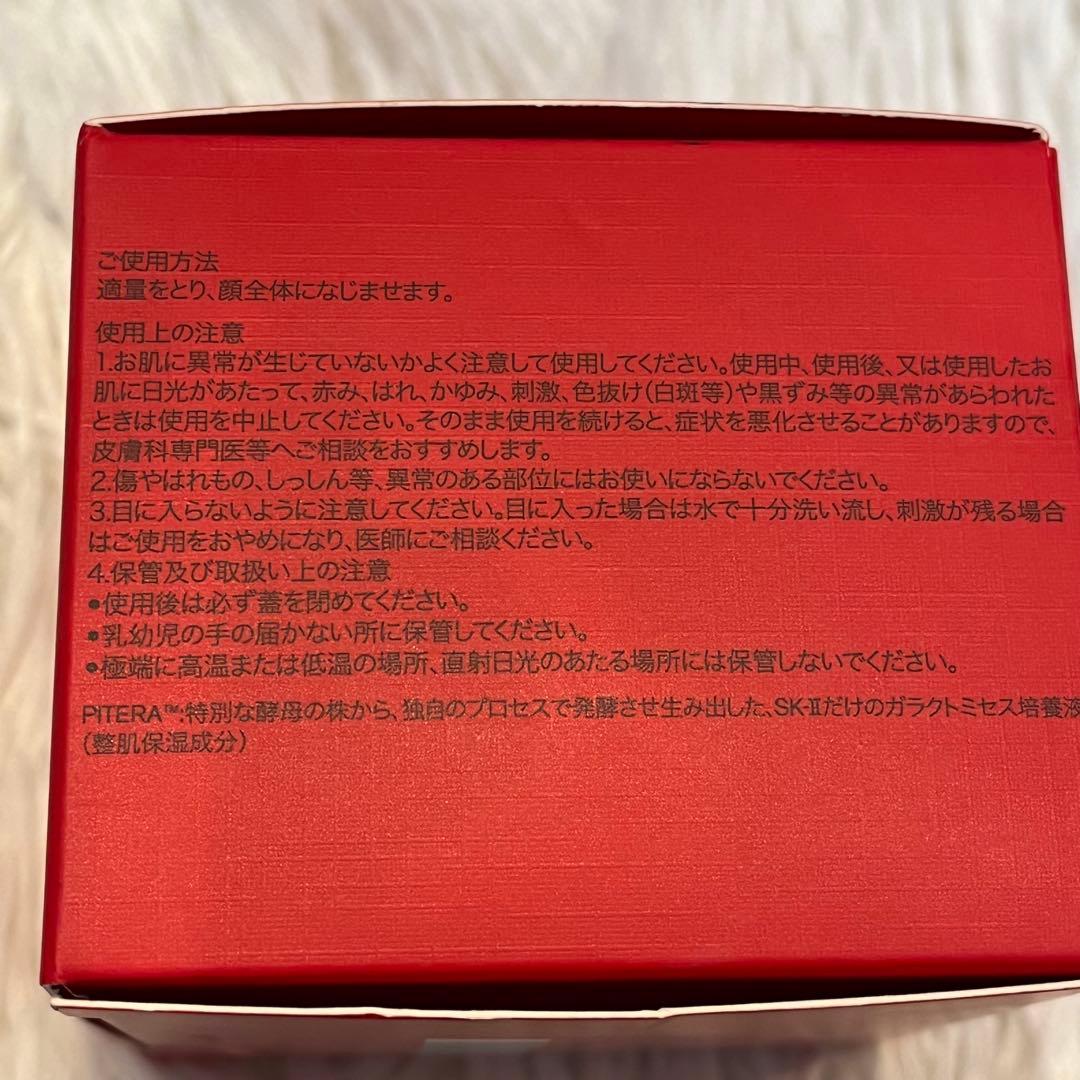 ご使用方法
適量をとり、顔全体になじませます。
使用上の注意
1.お肌に異常が生じていないかよく注意して使用してください。使用中、使用後、又は使用したお
肌に日光があたって、赤み、はれ、かゆみ、刺激、色抜け(白斑等)や黒ずみ等の異常があらわれた
ときは使用を中止してください。そのまま使用を続けると、症状を悪化させることがありますので、
皮膚科専門医等へご相談をおすすめします。
2.傷やはれもの、しっしん等、異常のある部位にはお使いにならないでください。
3.目に入らないように注意してください。目に入った場合は水で十分洗い流し、刺激が残る場合
はご使用をおやめになり、医師にご相談ください。
4.保管及び取扱い上の注意
•使用後は必ず蓋を閉めてください。
•乳幼児の手の届かない所に保管してください。
•極端に高温または低温の場所、直射日光のあたる場所には保管しないでください。
PITERA™:特別な酵母の株から、独自のプロセスで発酵させ生み出した、SK-IIだけのガラクトミセス培養液
(整肌保湿成分)